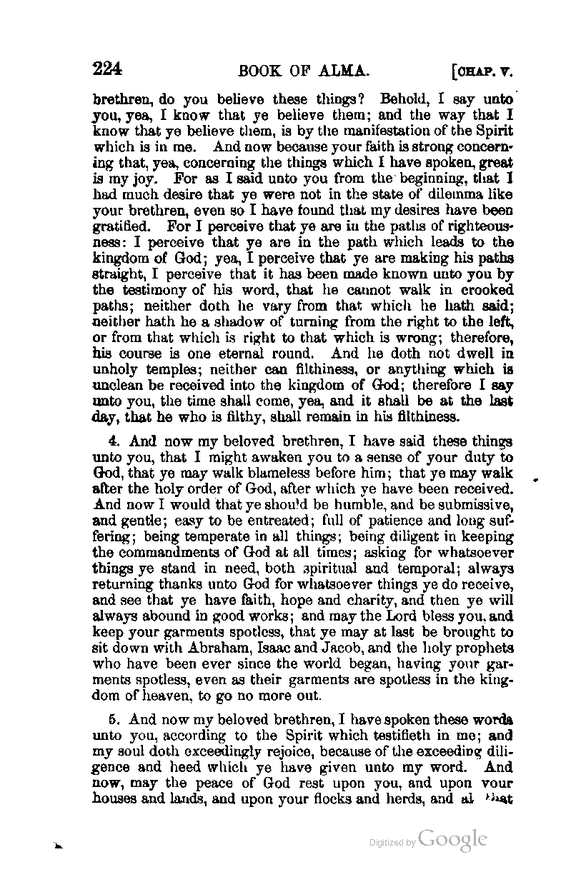 224 BOOK OF ALMA. [CHAP. V.
brethren, do you believe these things? Behold, I say unto
you, yea, I know that ye believe them; and the way that I
know that ye believe them, is by the manifestation of the Spirit
which is in me. And now because your faith is strong concern-
ing that, yea, concerning the things which I have spoken, great
is my joy. For as I said unto you from the beginning, that I
had much desire that ye were not in the state of dilemma like
your brethren, even so I have found that my desires have been
gratified. For I perceive that ye are in the paths of righteous-
ness: I perceive that ye are in the path which leads to the
kingdom of God; yea, I perceive that ye are making his paths
straight, I perceive that it has been made known unto you by
the testimony of his word, that he cannot walk in crooked
paths; neither doth he vary from that which he hath said;
neither hath he a shadow of turning from the right to the left,
or from that which is right to that which is wrong; therefore,
his course is one eternal round. And he doth not dwell in
unholy temples; neither can filthiness, or anything which is
unclean be received into the kingdom of God; therefore I say
unto you, the time shall come, yea, and it shall be at the last
day, that he who is filthy, shall remain in his filthiness.
4. And now my beloved brethren, I have said these things
unto you, that I might awaken you to a sense of your duty to
God, that ye may walk blameless before him; that ye may walk
after the holy order of God, after which ye have been received.
And now I would that ye should be humble, and be submissive,
and gentle; easy to be entreated; full of patience and long suf-
fering; being temperate in all things; being diligent in keeping
the commandments of God at all times; asking for whatsoever
things ye stand in need, both spiritual and temporal; always
returning thanks unto God for whatsoever things ye do receive,
and see that ye have faith, hope and charity, and then ye will
always abound in good works; and may the Lord bless you, and
keep your garments spotless, that ye may at last be brought to
sit down with Abraham, Isaac and Jacob, and the holy prophets
who have been ever since the world began, having your gar-
ments spotless, even as their garments are spotless in the king-
dom of heaven, to go no more out.
5. And now my beloved brethren, I have spoken these words
unto you, according to the Spirit which testifieth in me; and
my soul doth exceedingly rejoice, because of the exceeding dili-
gence and heed which ye have given unto my word. And
now, may the peace of God rest upon you, and upon your
houses and lands, and upon your flocks and herds, and al that
Digitized by Google